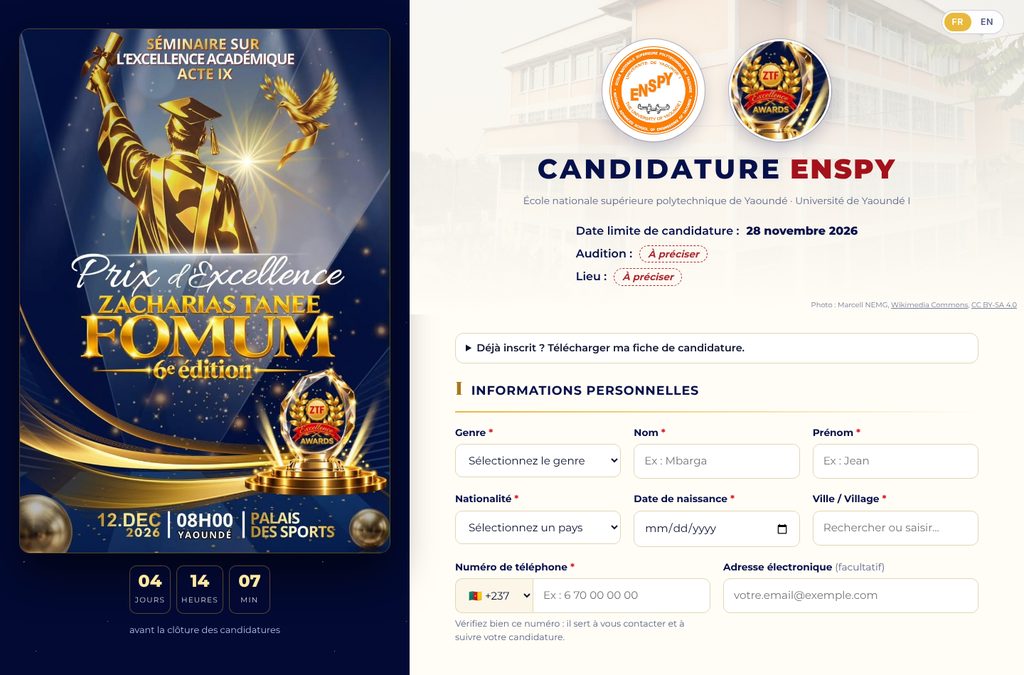 SÉMINAIRE SUR
L'EXCELLENCE ACADÉMIQUE
ACTE IX
Prix d'Excellence
ZACHARIAS TANEE
FOMUM
6e édition
ZTF
Excellence
AWARDS
12.DEC 2026 | 08H00 YAOUNDÉ | PALAIS DES SPORTS
04 JOURS
14 HEURES
07 MIN
avant la clôture des candidatures
FR EN
ENSPY
ZTF
Excellence
AWARDS
CANDIDATURE ENSPY
École nationale supérieure polytechnique de Yaoundé · Université de Yaoundé I
Date limite de candidature : 28 novembre 2026
Audition : À préciser
Lieu : À préciser
Photo : Marcell NEMG, Wikimedia Commons, CC BY-SA 4.0
▸ Déjà inscrit ? Télécharger ma fiche de candidature.
I INFORMATIONS PERSONNELLES
Genre * Nom * Prénom *
Sélectionnez le genre Ex : Mbarga Ex : Jean
Nationalité * Date de naissance * Ville / Village *
Sélectionnez un pays mm/dd/yyyy Rechercher ou saisir...
Numéro de téléphone * Adresse électronique (facultatif)
+237 Ex : 6 70 00 00 00 votre.email@exemple.com
Vérifiez bien ce numéro : il sert à vous contacter et à
suivre votre candidature.